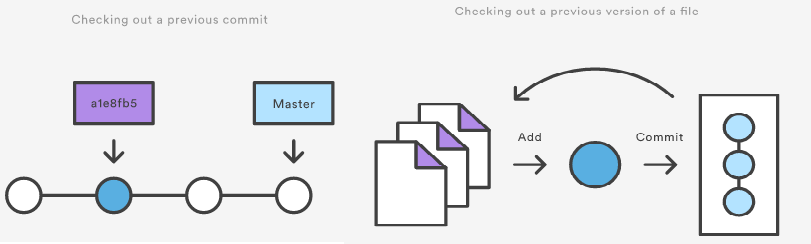 Checking out a previous commit
a1e8fb5
Master
Checking out a previous version of a file
Add
Commit